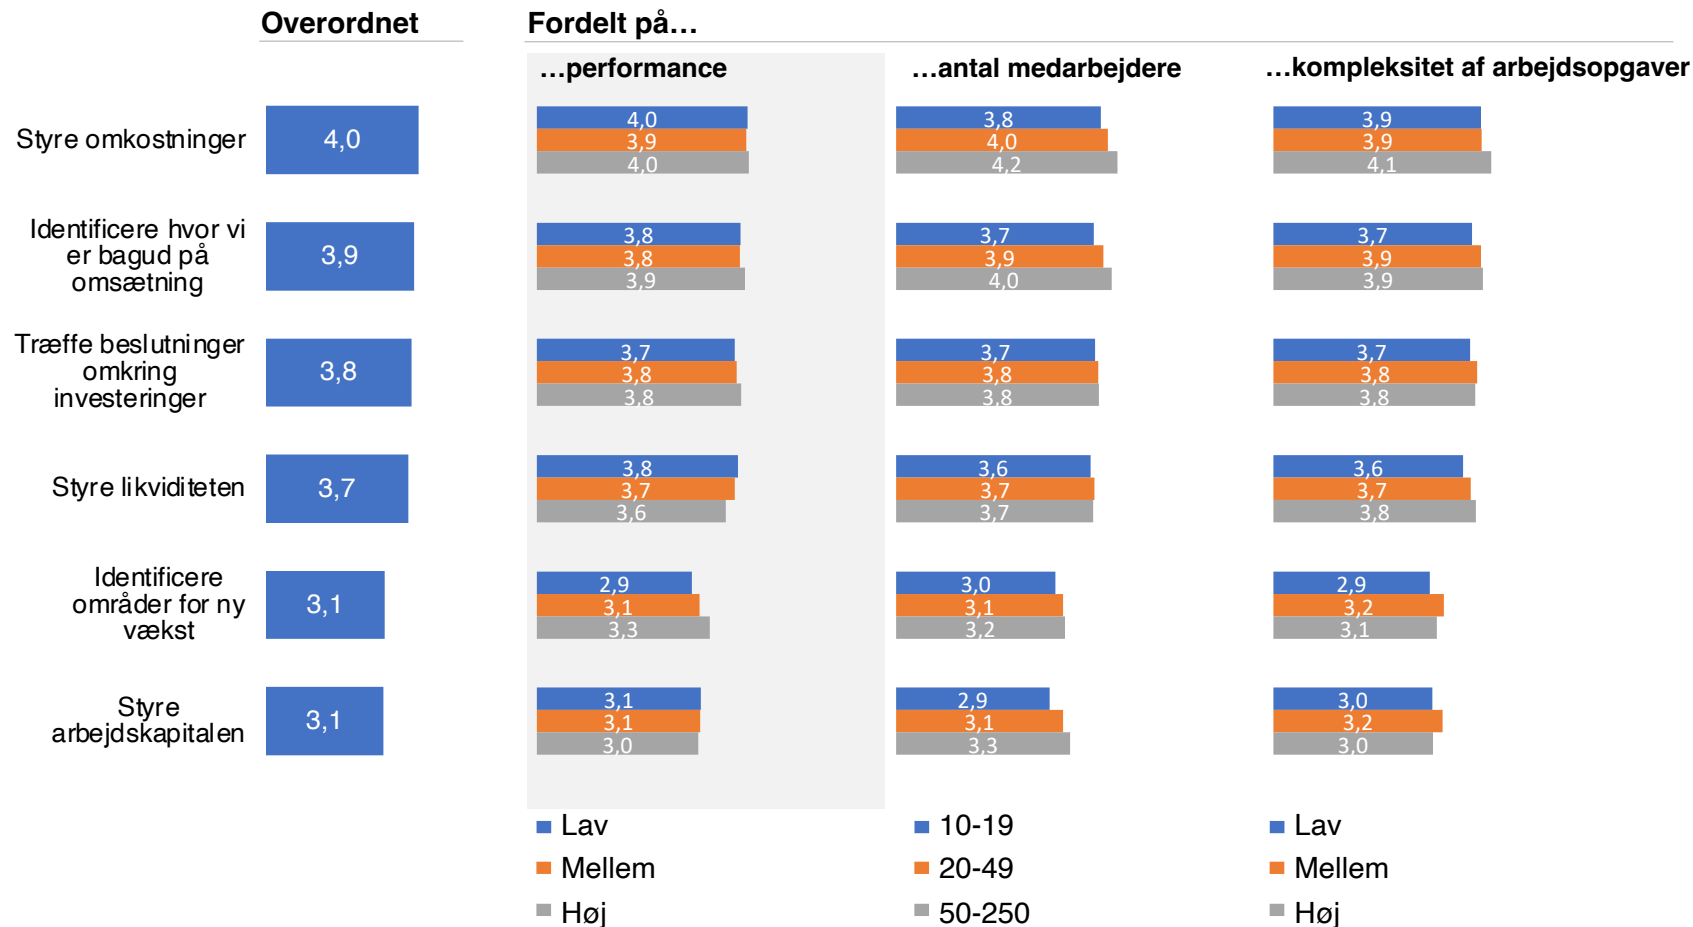 Overordnet
Fordelt på…
…performance
…antal medarbejdere
…kompleksitet af arbejdsopgaver
Styre omkostninger
4,0
4,0
3,9
4,0
3,8
4,0
4,2
3,9
3,9
4,1
Identificere hvor vi
er bagud på
omsætning
3,9
3,8
3,8
3,9
3,7
3,9
4,0
3,7
3,9
3,9
Træffe beslutninger
omkring
investeringer
3,8
3,7
3,8
3,8
3,7
3,8
3,8
3,7
3,8
3,8
Styre likviditeten
3,7
3,8
3,7
3,6
3,6
3,7
3,7
3,6
3,7
3,8
Identificere
områder for ny
vækst
3,1
2,9
3,1
3,3
3,0
3,1
3,2
2,9
3,2
3,1
Styre
arbejdskapitalen
3,1
3,1
3,1
3,0
2,9
3,1
3,3
3,0
3,2
3,0
Lav
Mellem
Høj
10-19
20-49
50-250
Lav
Mellem
Høj